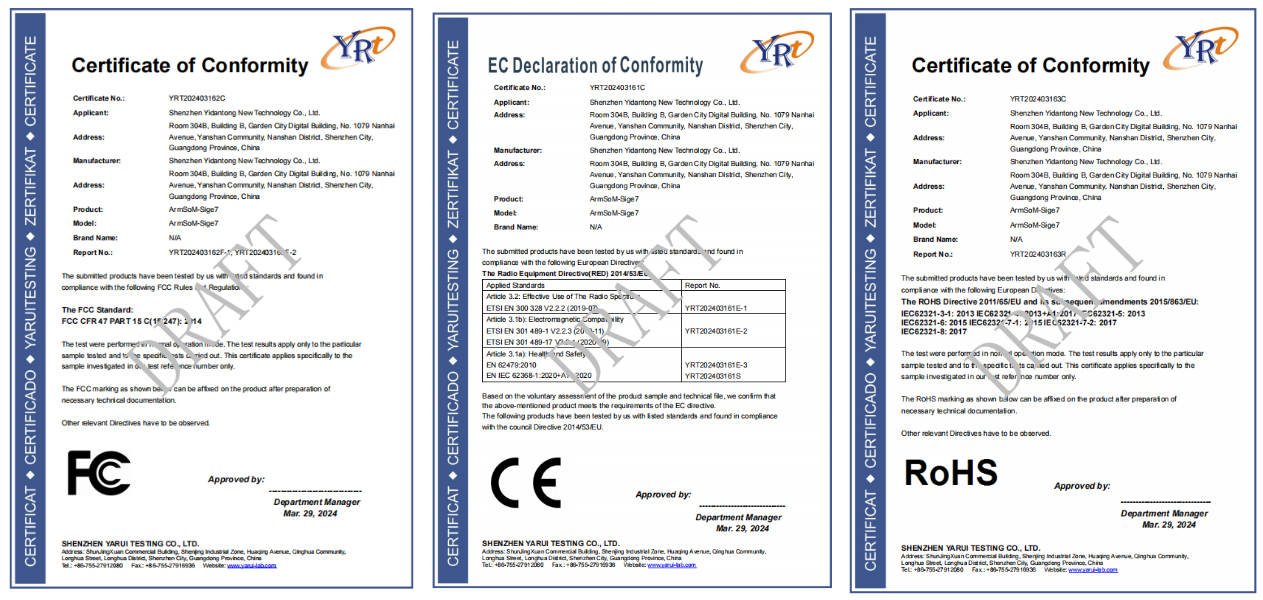 CERTIFICAT ◆ CERTIFICADO ◆ YARUITESTING ◆ ZERTIFIKAT ◆ CERTIFICATE
YRt
Certificate of Conformity
Certificate No.: YRT202403162C
Applicant: Shenzhen Yidantong New Technology Co., Ltd.
Address: Room 304B, Building B, Garden City Digital Building, No. 1079 Nanhai
Avenue, Yanshan Community, Nanshan District, Shenzhen City,
Guangdong Province, China
Manufacturer: Shenzhen Yidantong New Technology Co., Ltd.
Address: Room 304B, Building B, Garden City Digital Building, No. 1079 Nanhai
Avenue, Yanshan Community, Nanshan District, Shenzhen City,
Guangdong Province, China
Product: ArmSoM-Sige7
Model: ArmSoM-Sige7
Brand Name: N/A
Report No.: YRT202403162F-1, YRT202403162F-2
DRAFT
The submitted products have been tested by us with listed standards and found in
compliance with the following FCC Rules and Regulation
The FCC Standard:
FCC CFR 47 PART 15 C(15.247): 2014
The test were performed in normal operation mode. The test results apply only to the particular
sample tested and to the specific tests carried out. This certificate applies specifically to the
sample investigated in our test reference number only.
The FCC marking as shown below can be affixed on the product after preparation of
necessary technical documentation.
Other relevant Directives have to be observed.
FC
Approved by:
Department Manager
Mar. 29, 2024
SHENZHEN YARUI TESTING CO., LTD.
Address: ShunJingXuan Commercial Building, Shenjing Industrial Zone, Huaqing Avenue, Qinghua Community,
Longhua Street, Longhua District, Shenzhen City, Guangdong Province, China
Tel.: +86-755-27912080 Fax.: +86-755-27916936 Website: www.yarui-lab.com
CERTIFICAT ◆ CERTIFICADO ◆ YARUITESTING ◆ ZERTIFIKAT ◆ CERTIFICATE
YRt
EC Declaration of Conformity
Certificate No.: YRT202403161C
Applicant: Shenzhen Yidantong New Technology Co., Ltd.
Address: Room 304B, Building B, Garden City Digital Building, No. 1079 Nanhai
Avenue, Yanshan Community, Nanshan District, Shenzhen City,
Guangdong Province, China
Manufacturer: Shenzhen Yidantong New Technology Co., Ltd.
Address: Room 304B, Building B, Garden City Digital Building, No. 1079 Nanhai
Avenue, Yanshan Community, Nanshan District, Shenzhen City,
Guangdong Province, China
Product: ArmSoM-Sige7
Model: ArmSoM-Sige7
Brand Name: N/A
DRAFT
The submitted products have been tested by us with listed standards and found in
compliance with the following European Directives
The Radio Equipment Directive(RED) 2014/53/EU
Applied Standards Report No.
Article 3.2: Effective Use of The Radio Spectrum
ETSI EN 300 328 V2.2.2 (2019-07) YRT202403161E-1
Article 3.1b): Electromagnetic Compatibility
ETSI EN 301 489-1 V2.2.3 (2019-11) YRT202403161E-2
ETSI EN 301 489-17
Article 3.1a): Health and Safety
EN 62479:2010 YRT202403161E-3
EN IEC 62368-1:2020+A11:2020 YRT202403161S
Based on the voluntary assessment of the product sample and technical file, we confirm that
the above-mentioned product meets the requirements of the EC directive.
The following products have been tested by us with listed standards and found in compliance
with the council Directive 2014/53/EU.
CE
Approved by:
Department Manager
Mar. 29, 2024
SHENZHEN YARUI TESTING CO., LTD.
Address: ShunJingXuan Commercial Building, Shenjing Industrial Zone, Huaqing Avenue, Qinghua Community,
Longhua Street, Longhua District, Shenzhen City, Guangdong Province, China
Tel.: +86-755-27912080 Fax.: +86-755-27916936 Website: www.yarui-lab.com
CERTIFICAT ◆ CERTIFICADO ◆ YARUITESTING ◆ ZERTIFIKAT ◆ CERTIFICATE
YRt
Certificate of Conformity
Certificate No.: YRT202403163C
Applicant: Shenzhen Yidantong New Technology Co., Ltd.
Address: Room 304B, Building B, Garden City Digital Building, No. 1079 Nanhai
Avenue, Yanshan Community, Nanshan District, Shenzhen City,
Guangdong Province, China
Manufacturer: Shenzhen Yidantong New Technology Co., Ltd.
Address: Room 304B, Building B, Garden City Digital Building, No. 1079 Nanhai
Avenue, Yanshan Community, Nanshan District, Shenzhen City,
Guangdong Province, China
Product: ArmSoM-Sige7
Model: ArmSoM-Sige7
Brand Name: N/A
Report No.: YRT202403163R
DRAFT
The submitted products have been tested by us with listed standards and found in
compliance with the following European Directives:
The ROHS Directive 2011/65/EU and its subsequent amendments 2015/863/EU:
IEC62321-3-1: 2013 2013+A1:2017 IEC62321-5: 2013
IEC62321-6: 2015 IEC62321-7-1: 2015 IEC62321-7-2: 2017
IEC62321-8: 2017
The test were performed in normal operation mode. The test results apply only to the particular
sample tested and to the specific tests carried out. This certificate applies specifically to the
sample investigated in our test reference number only.
The RoHS marking as shown below can be affixed on the product after preparation of
necessary technical documentation.
Other relevant Directives have to be observed.
RoHS
Approved by:
Department Manager
Mar. 29, 2024
SHENZHEN YARUI TESTING CO., LTD.
Address: ShunJingXuan Commercial Building, Shenjing Industrial Zone, Huaqing Avenue, Qinghua Community,
Longhua Street, Longhua District, Shenzhen City, Guangdong Province, China
Tel.: +86-755-27912080 Fax.: +86-755-27916936 Website: www.yarui-lab.com